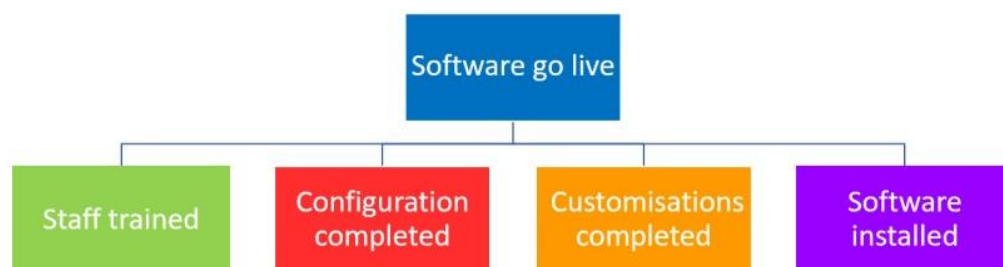 Software go live
Staff trained
Configuration
completed
Customisations
completed
Software
installed